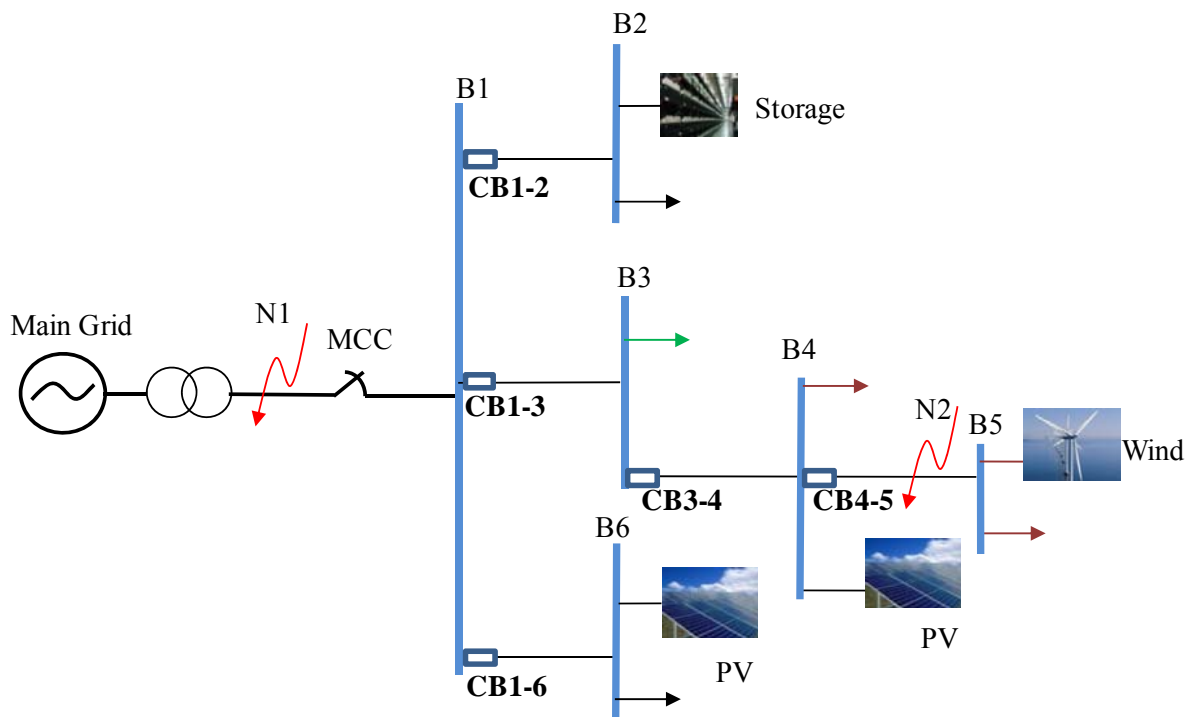 B2
B1
Storage
CB1-2
B3
N1
Main Grid
MCC
B4
CB1-3
N2
B5
Wind
CB3-4
CB4-5
B6
PV
PV
CB1-6